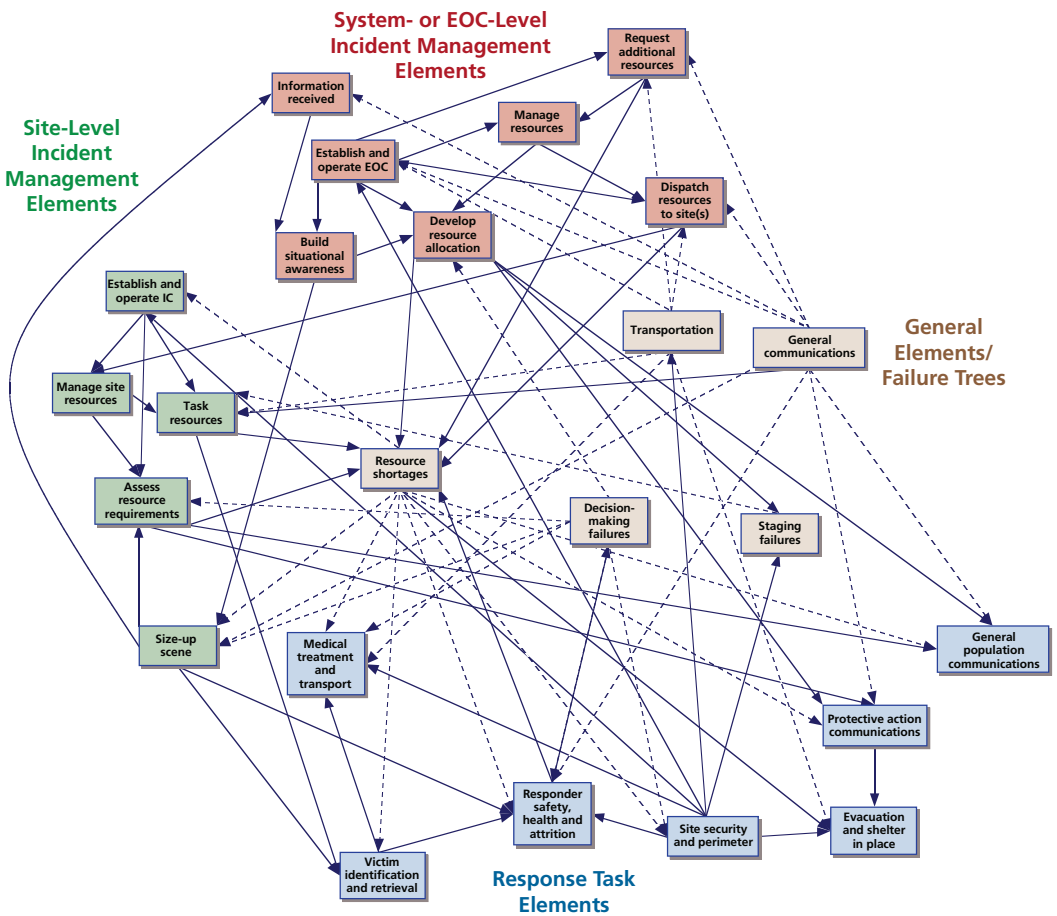 System- or EOC-Level
Incident Management
Elements
Request
additional
resources
Information
received
Manage
resources
Site-Level
Incident
Management
Elements
Establish and
operate EOC
Dispatch
resources
to site(s)
Develop
resource
allocation
Build
situational
awareness
Establish and
operate IC
Transportation
General
communications
General
Elements/
Failure Trees
Manage site
resources
Task
resources
Resource
shortages
Assess
resource
requirements
Decision-
making
failures
Staging
failures
Size-up
scene
Medical
treatment
and
transport
General
population
communications
Protective action
communications
Responder
safety,
health and
attrition
Site security
and perimeter
Evacuation
and shelter
in place
Victim
identification
and retrieval
Response Task
Elements